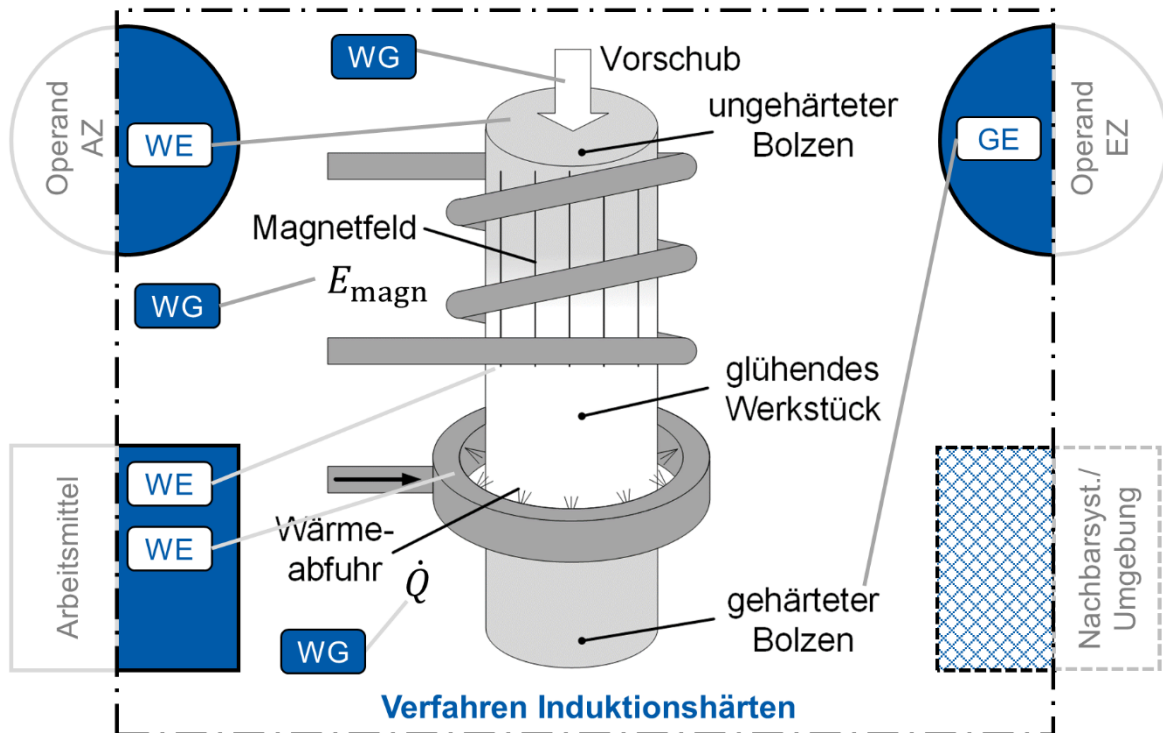 WG
Vorschub
Operand
AZ
WE
ungehärteter
Bolzen
GE
Operand
EZ
Magnetfeld
E_magn
WG
glühendes
Werkstück
Arbeitsmittel
WE
WE
Wärme-
abfuhr
Q̇
WG
gehärteter
Bolzen
Nachbarsyst./
Umgebung
Verfahren Induktionshärten